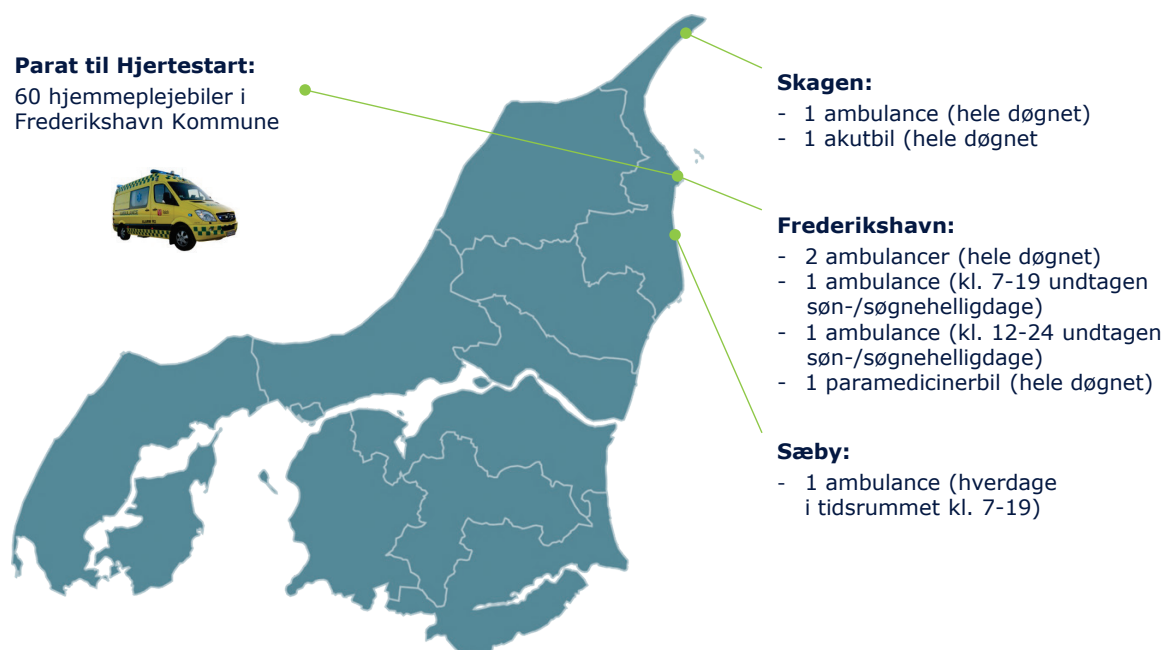 Parat til Hjertestart:
60 hjemmeplejebiler i
Frederikshavn Kommune
Skagen:
- 1 ambulance (hele døgnet)
- 1 akutbil (hele døgnet
Frederikshavn:
- 2 ambulancer (hele døgnet)
- 1 ambulance (kl. 7-19 undtagen
søn-/søgnehelligdage)
- 1 ambulance (kl. 12-24 undtagen
søn-/søgnehelligdage)
- 1 paramedicinerbil (hele døgnet)
Sæby:
- 1 ambulance (hverdage
i tidsrummet kl. 7-19)